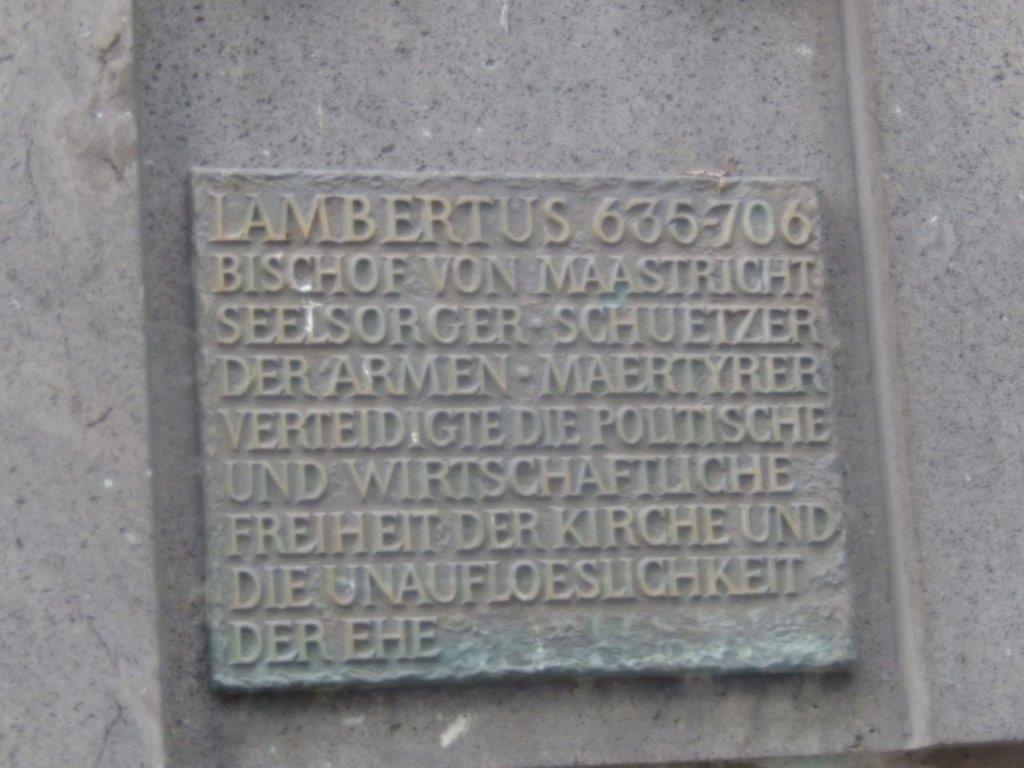 LAMBERTUS 635-706
BISCHOF VON MAASTRICHT
SEELSORGER · SCHUETZER
DER ARMEN · MAERTYRER
VERTEIDIGTE DIE POLITISCHE
UND WIRTSCHAFTLICHE
FREIHEIT DER KIRCHE UND
DIE UNAUFLOESLICHKEIT
DER EHE